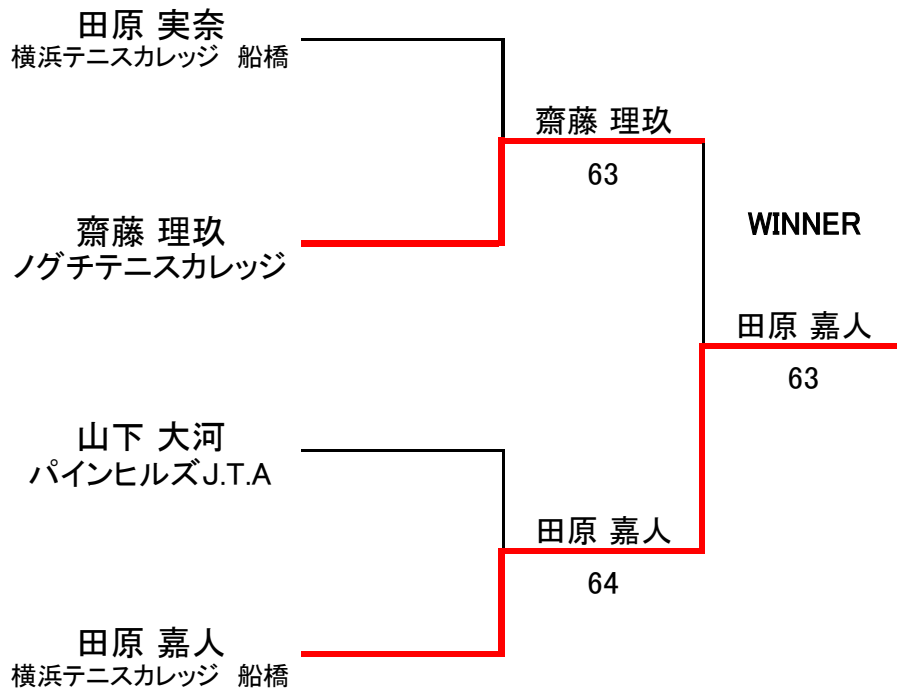 田原 実奈
横浜テニスカレッジ　船橋
齋藤 理玖
63
齋藤 理玖
ノグチテニスカレッジ
WINNER
田原 嘉人
63
山下 大河
パインヒルズJ.T.A
田原 嘉人
64
田原 嘉人
横浜テニスカレッジ　船橋